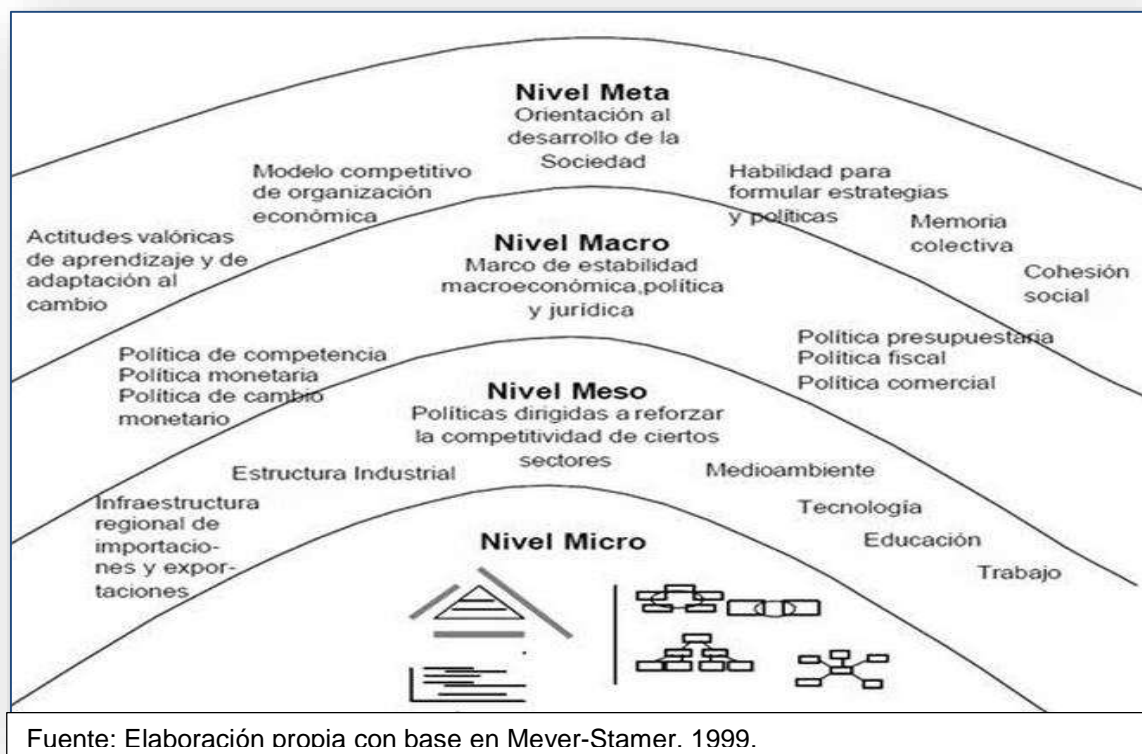 Nivel Meta
Orientación al
desarrollo de la
Sociedad
Modelo competitivo
de organización
económica
Habilidad para
formular estrategias
y políticas
Actitudes valóricas
de aprendizaje y de
adaptación al
cambio
Memoria
colectiva
Cohesión
social
Nivel Macro
Marco de estabilidad
macroeconómica,política
y jurídica
Política de competencia
Política monetaria
Política de cambio
monetario
Política presupuestaria
Política fiscal
Política comercial
Nivel Meso
Políticas dirigidas a reforzar
la competitividad de ciertos
sectores
Estructura Industrial
Infraestructura
regional de
importacio-
nes y expor-
taciones
Medioambiente
Tecnología
Educación
Trabajo
Nivel Micro
Fuente: Elaboración propia con base en Meyer-Stamer, 1999.